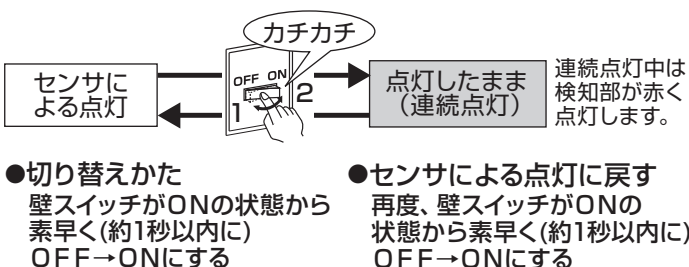 カチカチ
センサに
よる点灯
OFF ON
1
2
点灯したまま
（連続点灯）
連続点灯中は
検知部が赤く
点灯します。
●切り替えかた
壁スイッチがONの状態から
素早く(約1秒以内に)
OFF→ONにする
●センサによる点灯に戻す
再度、壁スイッチがONの
状態から素早く(約1秒以内に)
OFF→ONにする